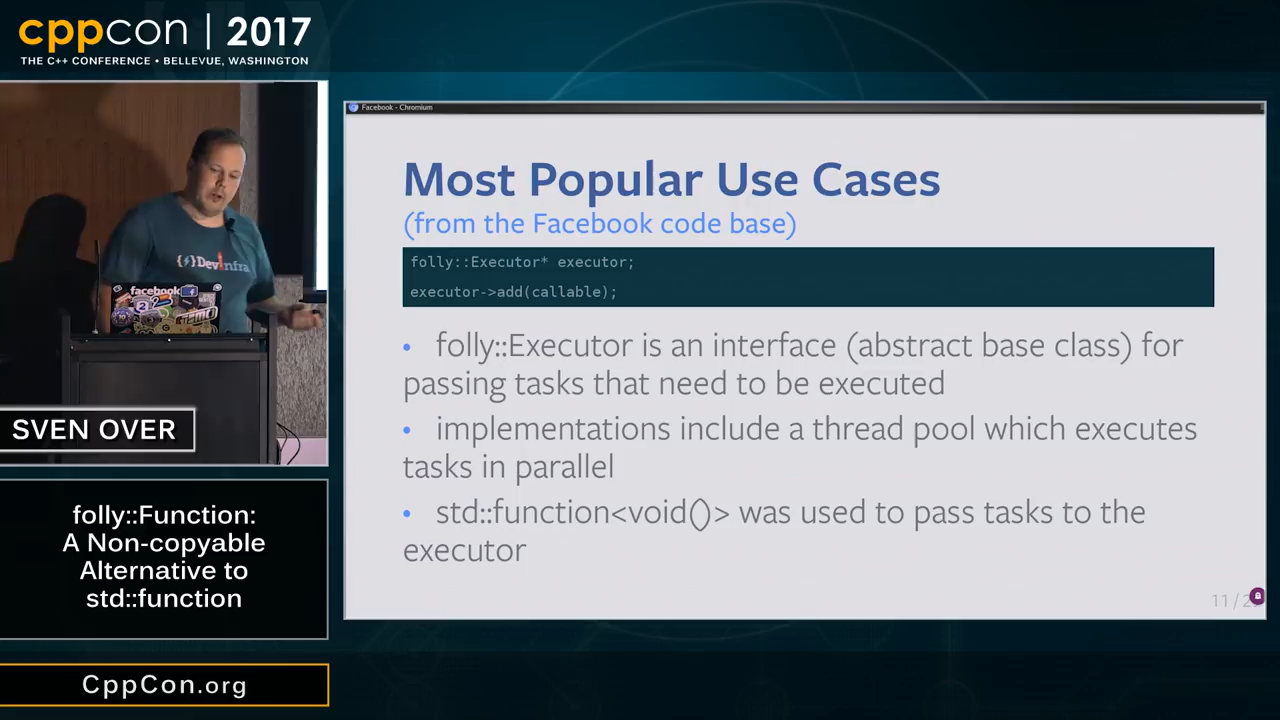 cppcon | 2017
THE C++ CONFERENCE • BELLEVUE, WASHINGTON
Facebook - Chromium
Most Popular Use Cases
(from the Facebook code base)
folly::Executor* executor;
executor->add(callable);
• folly::Executor is an interface (abstract base class) for
passing tasks that need to be executed
• implementations include a thread pool which executes
tasks in parallel
• std::function<void()> was used to pass tasks to the
executor
11 / 2
{⚡}DevInfra
facebook
SVEN OVER
folly::Function:
A Non-copyable
Alternative to
std::function
CppCon.org